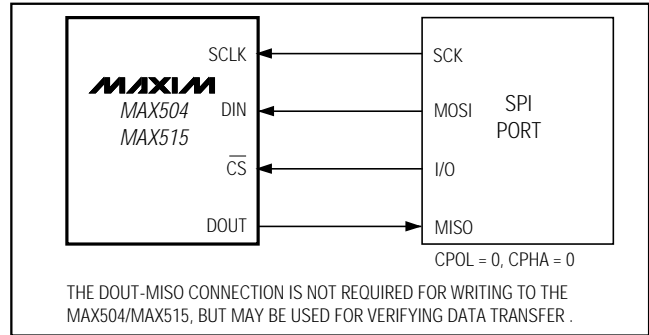 SCLK SCK
MAXIM
MAX504 DIN MOSI SPI
MAX515 PORT
CS I/O
DOUT MISO
CPOL = 0, CPHA = 0
THE DOUT-MISO CONNECTION IS NOT REQUIRED FOR WRITING TO THE
MAX504/MAX515, BUT MAY BE USED FOR VERIFYING DATA TRANSFER .